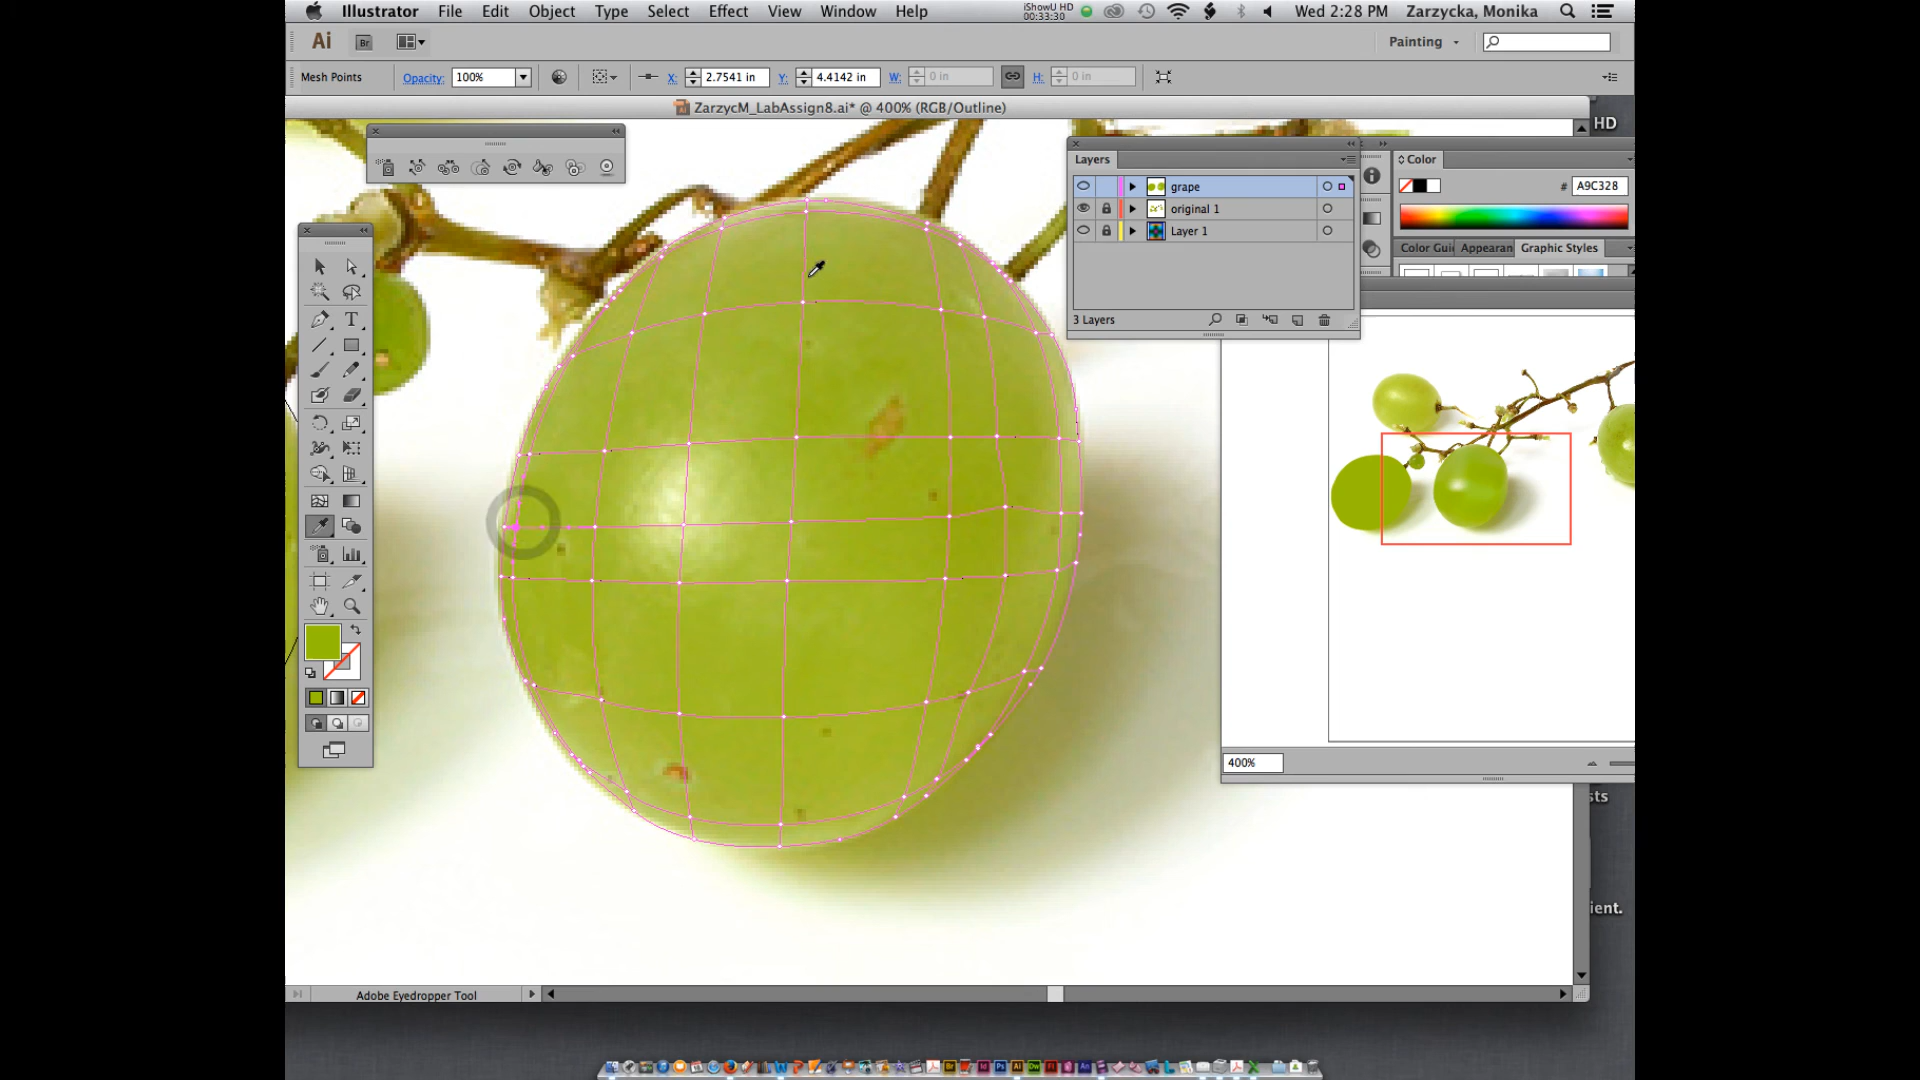 Illustrator File Edit Object Type Select Effect View Window Help iShowU HD 00:33:30 Wed 2:28 PM Zarzycka, Monika
Ai Br Painting
Mesh Points Opacity: 100% X: 2.7541 in Y: 4.4142 in W: 0 in H: 0 in
ZarzycM_LabAssign8.ai* @ 400% (RGB/Outline)
HD
Layers
grape
original 1
Layer 1
3 Layers
Color
# A9C328
Color Gui Appearan Graphic Styles
T
400%
sts
ient.
Adobe Eyedropper Tool